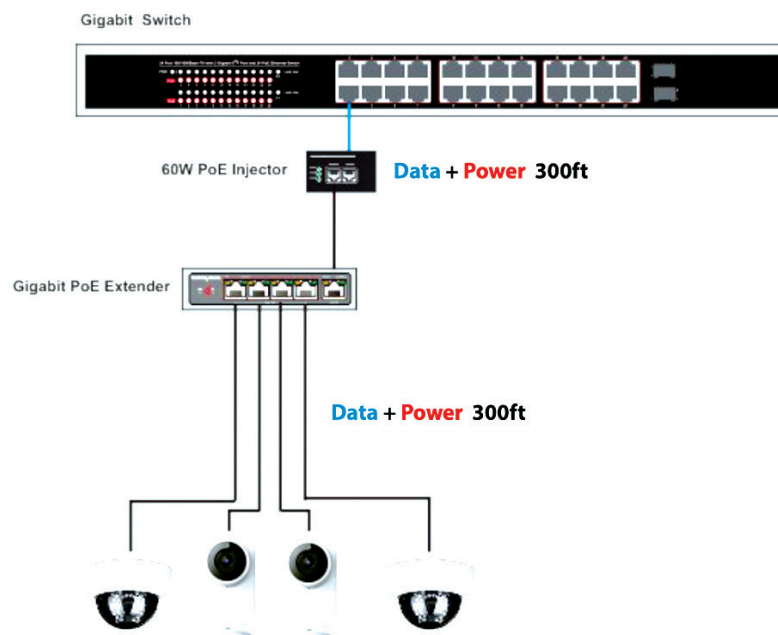 Gigabit Switch
60W PoE Injector
Data + Power 300ft
Gigabit PoE Extender
Data + Power 300ft